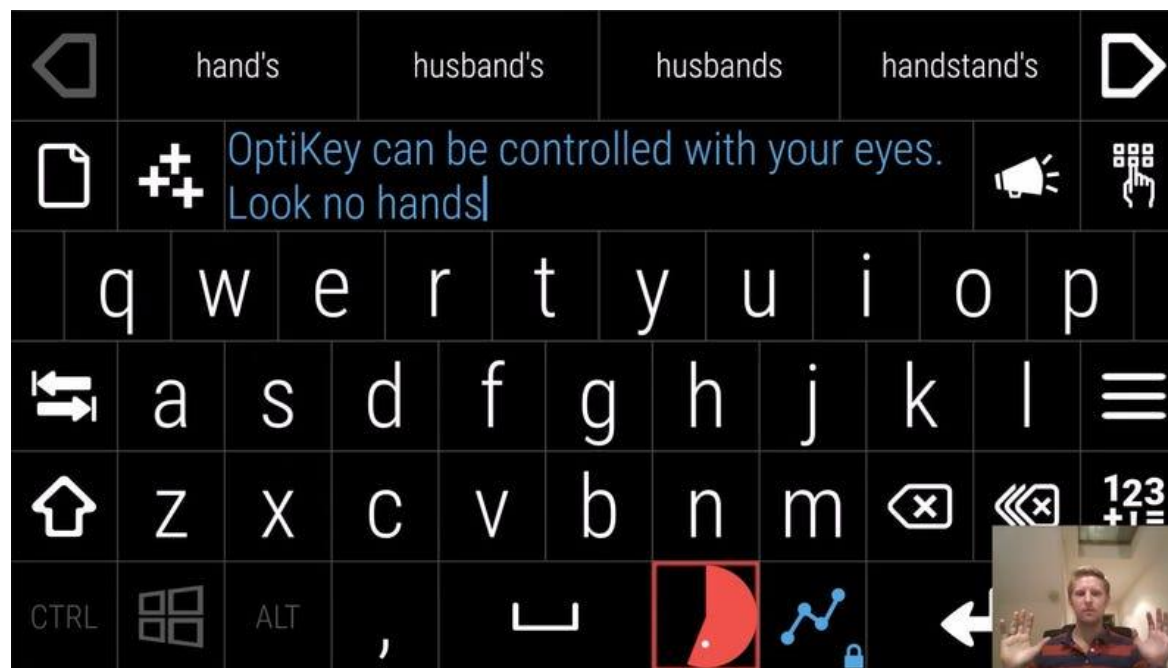 hand's husband's husbands handstand's
OptiKey can be controlled with your eyes.
Look no hands
q w e r t y u i o p
a s d f g h j k l
z x c v b n m 123
CTRL ALT ,